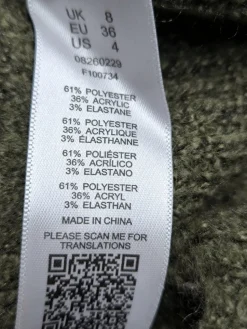 UK 8
EU 36
US 4
08260229
F100734
61% POLYESTER
36% ACRYLIC
3% ELASTANE
61% POLYESTER
36% ACRYLIQUE
3% ÉLASTHANNE
61% POLIÉSTER
36% ACRÍLICO
3% ELASTANO
61% POLYESTER
36% ACRYL
3% ELASTHAN
MADE IN CHINA
PLEASE SCAN ME FOR
TRANSLATIONS